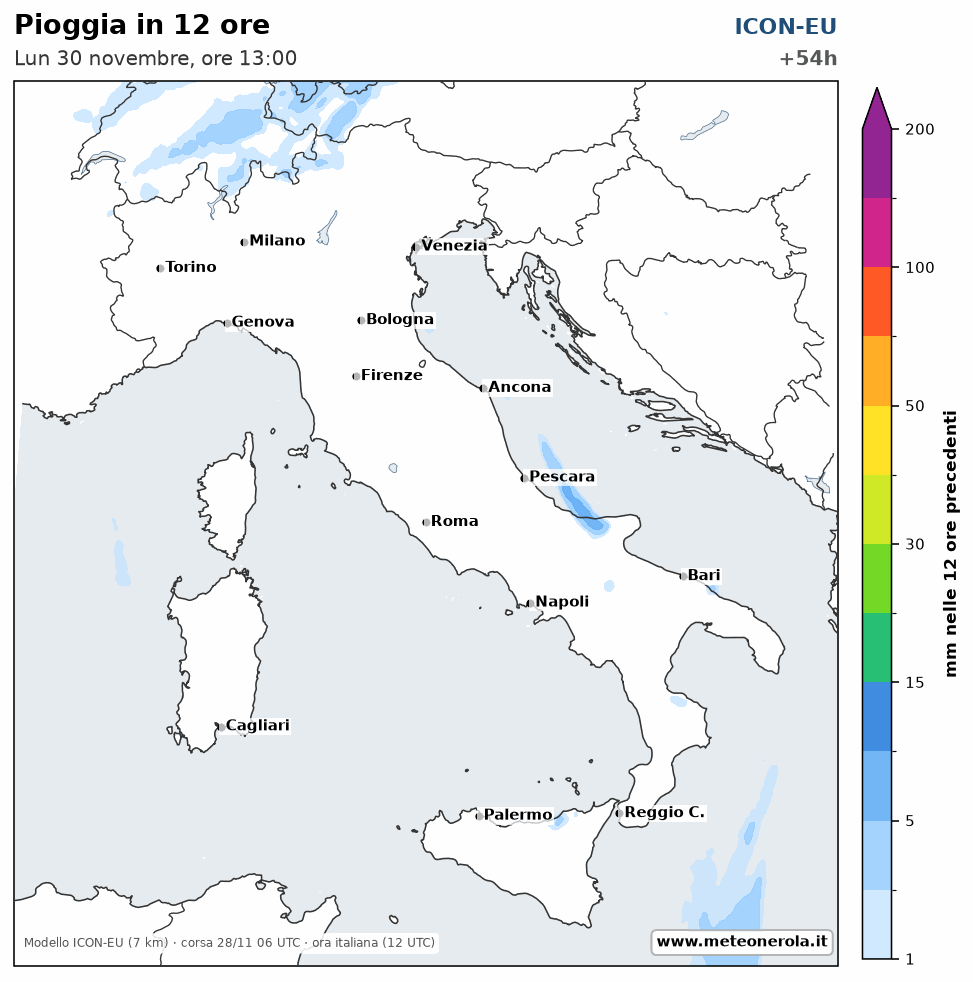 Pioggia in 12 ore
ICON-EU
Lun 30 novembre, ore 13:00
+54h
200
Milano
Venezia
Torino
100
Genova
Bologna
Firenze
Ancona
50
Pescara
Roma
30
Bari
Napoli
mm nelle 12 ore precedenti
15
Cagliari
Palermo
Reggio C.
5
Modello ICON-EU (7 km) · corsa 28/11 06 UTC · ora italiana (12 UTC)
www.meteonerola.it
1